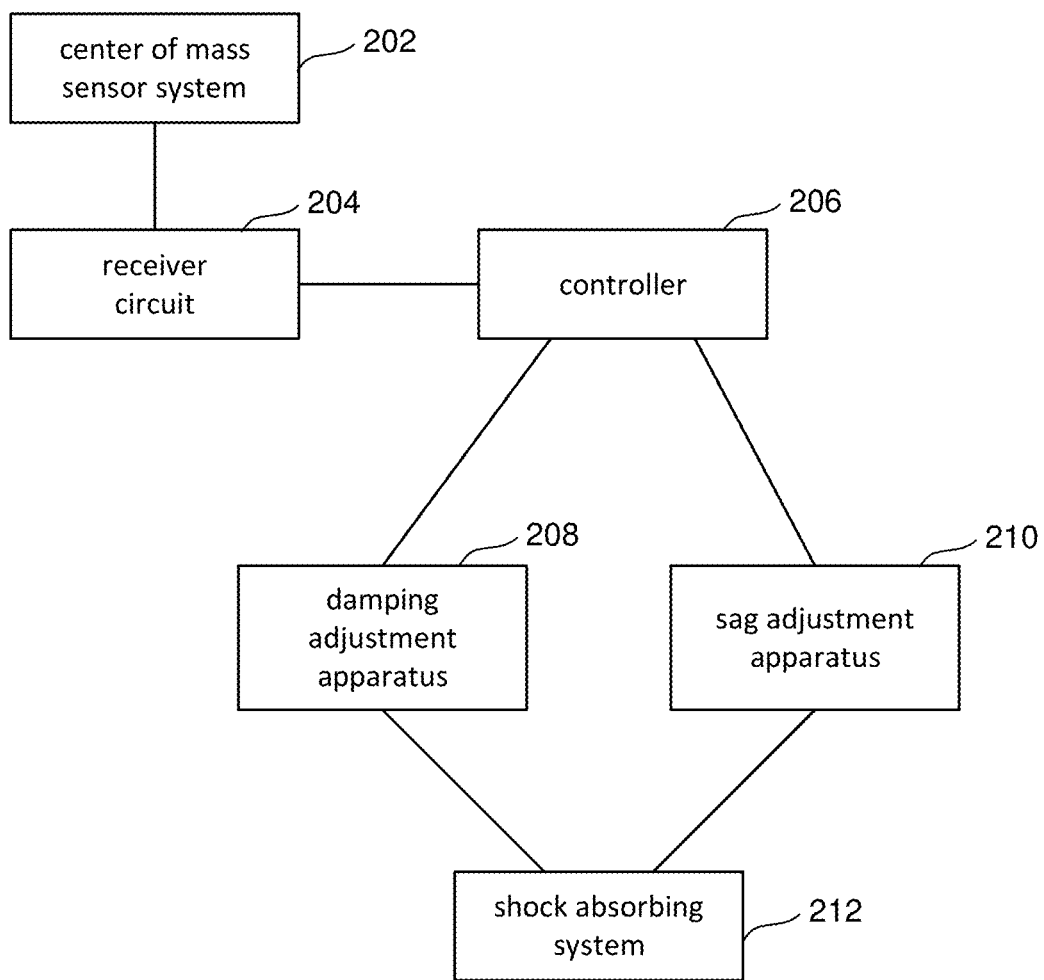 center of mass
sensor system
202
204
receiver
circuit
206
controller
208
damping
adjustment
apparatus
210
sag adjustment
apparatus
shock absorbing
system
212